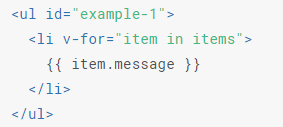 <ul id="example-1">
  <li v-for="item in items">
    {{ item.message }}
  </li>
</ul>